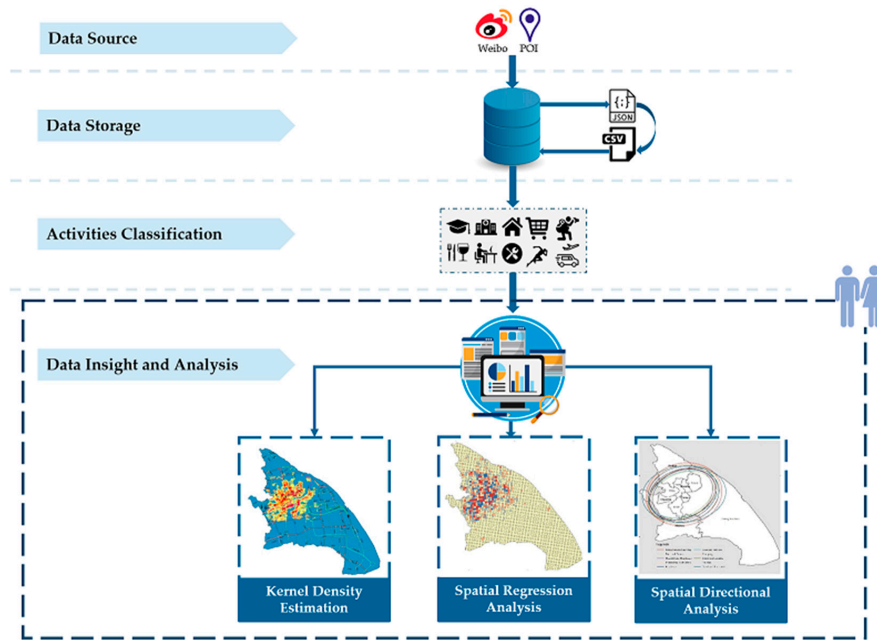 Data Source
Weibo
POI
Data Storage
{;}
JSON
CSV
Activities Classification
Data Insight and Analysis
Kernel Density
Estimation
Spatial Regression
Analysis
Spatial Directional
Analysis